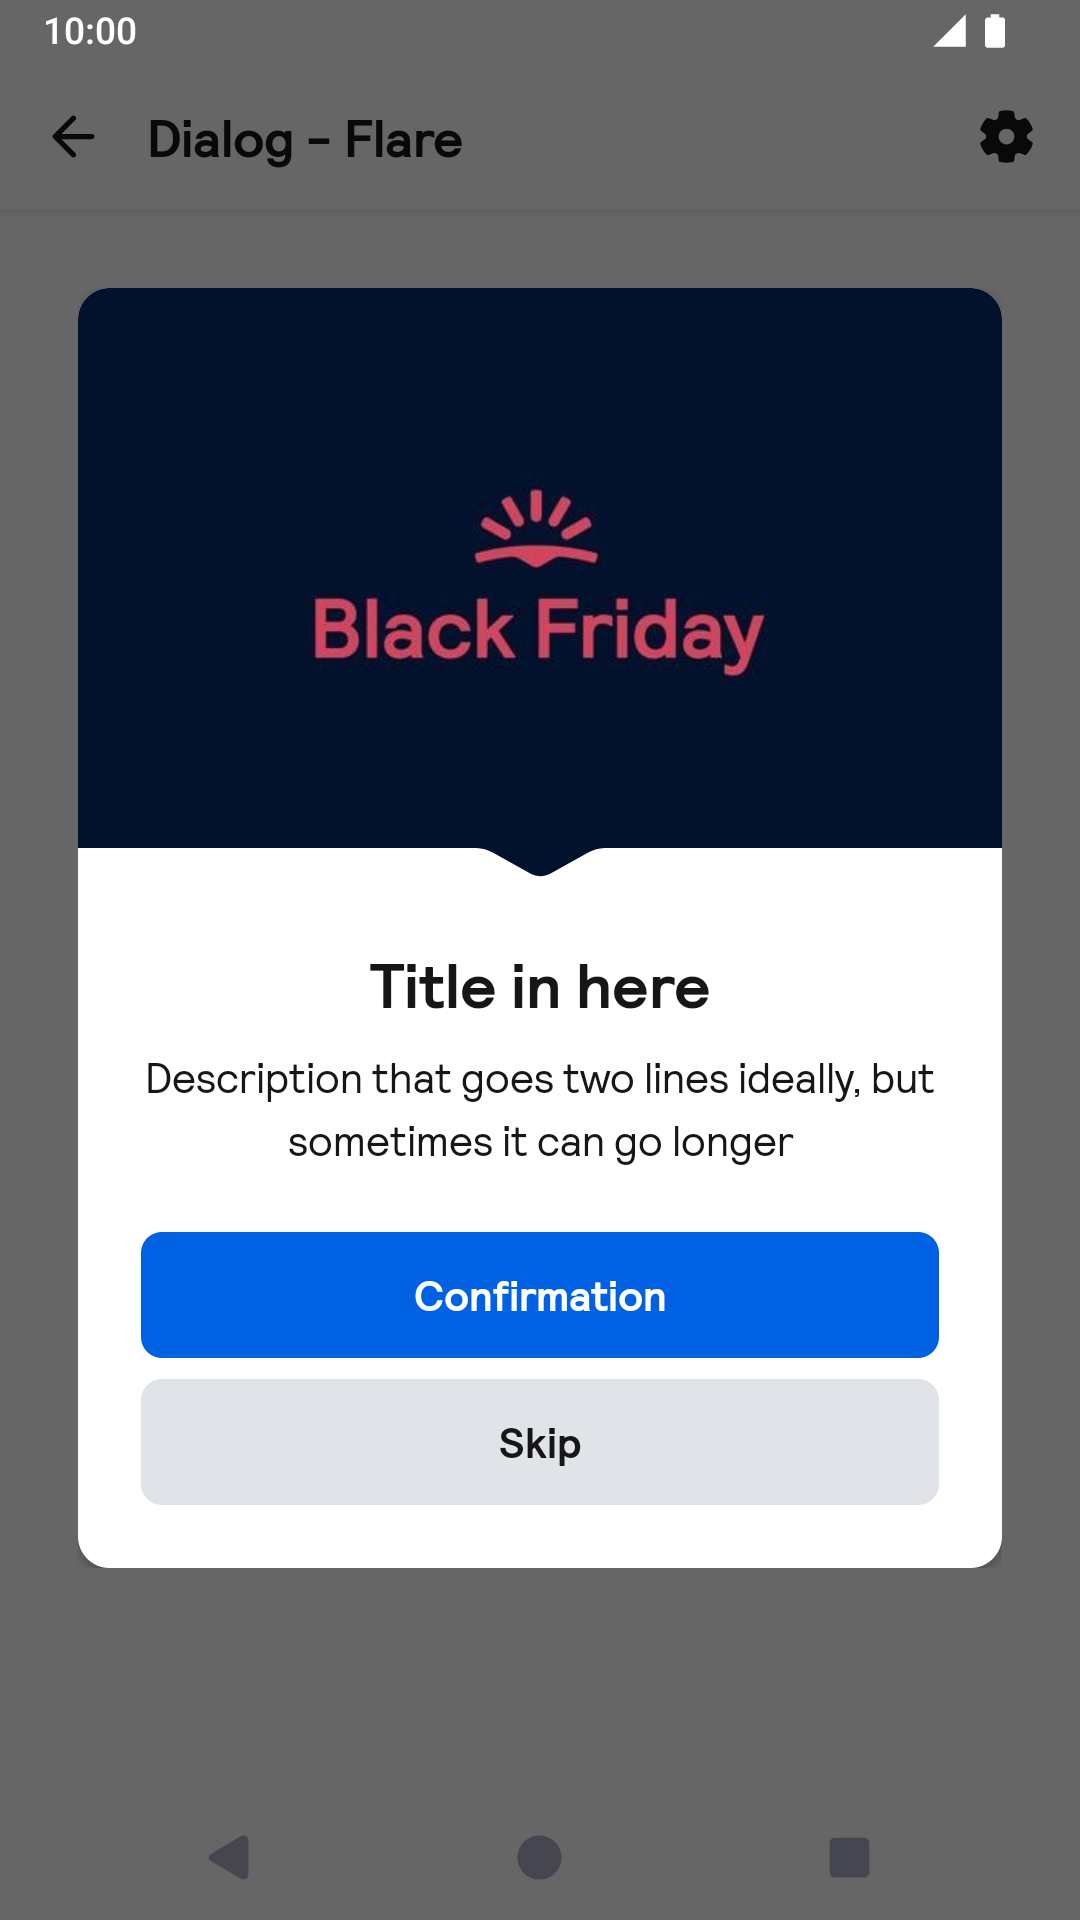 10:00
Dialog - Flare
Black Friday
Title in here
Description that goes two lines ideally, but
sometimes it can go longer
Confirmation
Skip